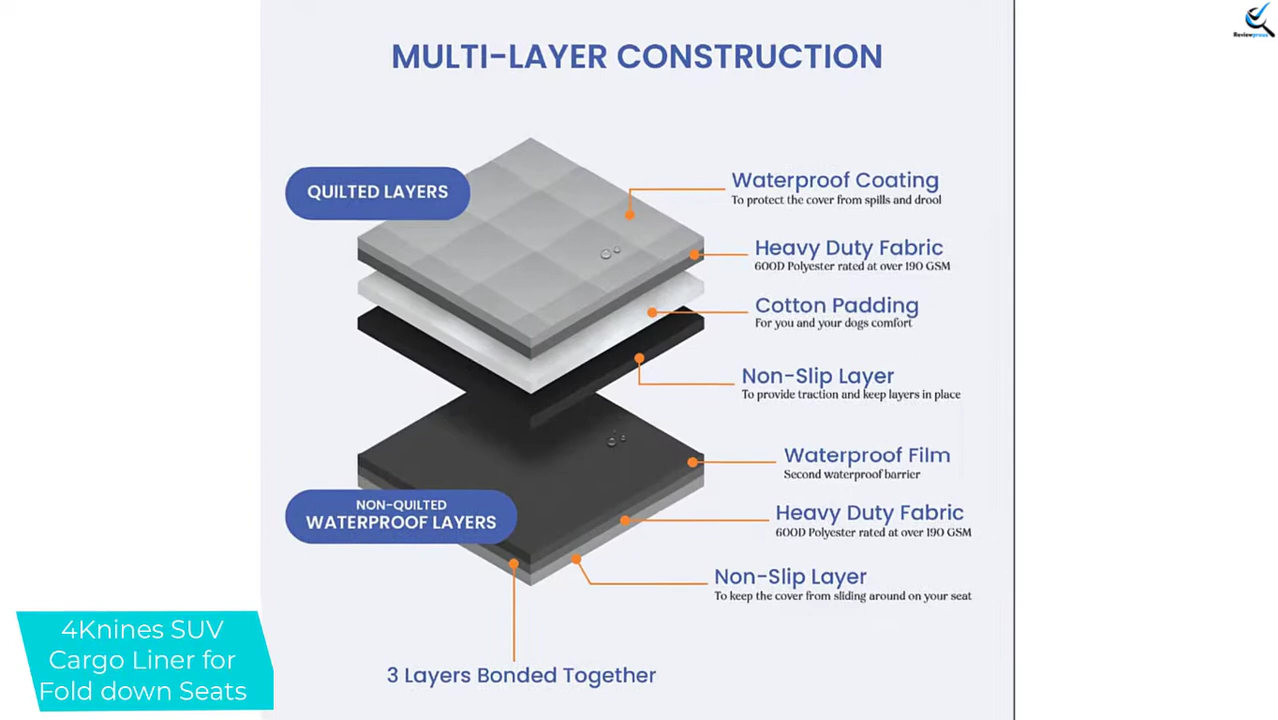 Reviewgrous
MULTI-LAYER CONSTRUCTION
QUILTED LAYERS
Waterproof Coating
To protect the cover from spills and drool
Heavy Duty Fabric
600D Polyester rated at over 190 GSM
Cotton Padding
For you and your dogs comfort
Non-Slip Layer
To provide traction and keep layers in place
Waterproof Film
Second waterproof barrier
NON-QUILTED
WATERPROOF LAYERS
Heavy Duty Fabric
600D Polyester rated at over 190 GSM
Non-Slip Layer
To keep the cover from sliding around on your seat
3 Layers Bonded Together
4Knines SUV
Cargo Liner for
Fold down Seats